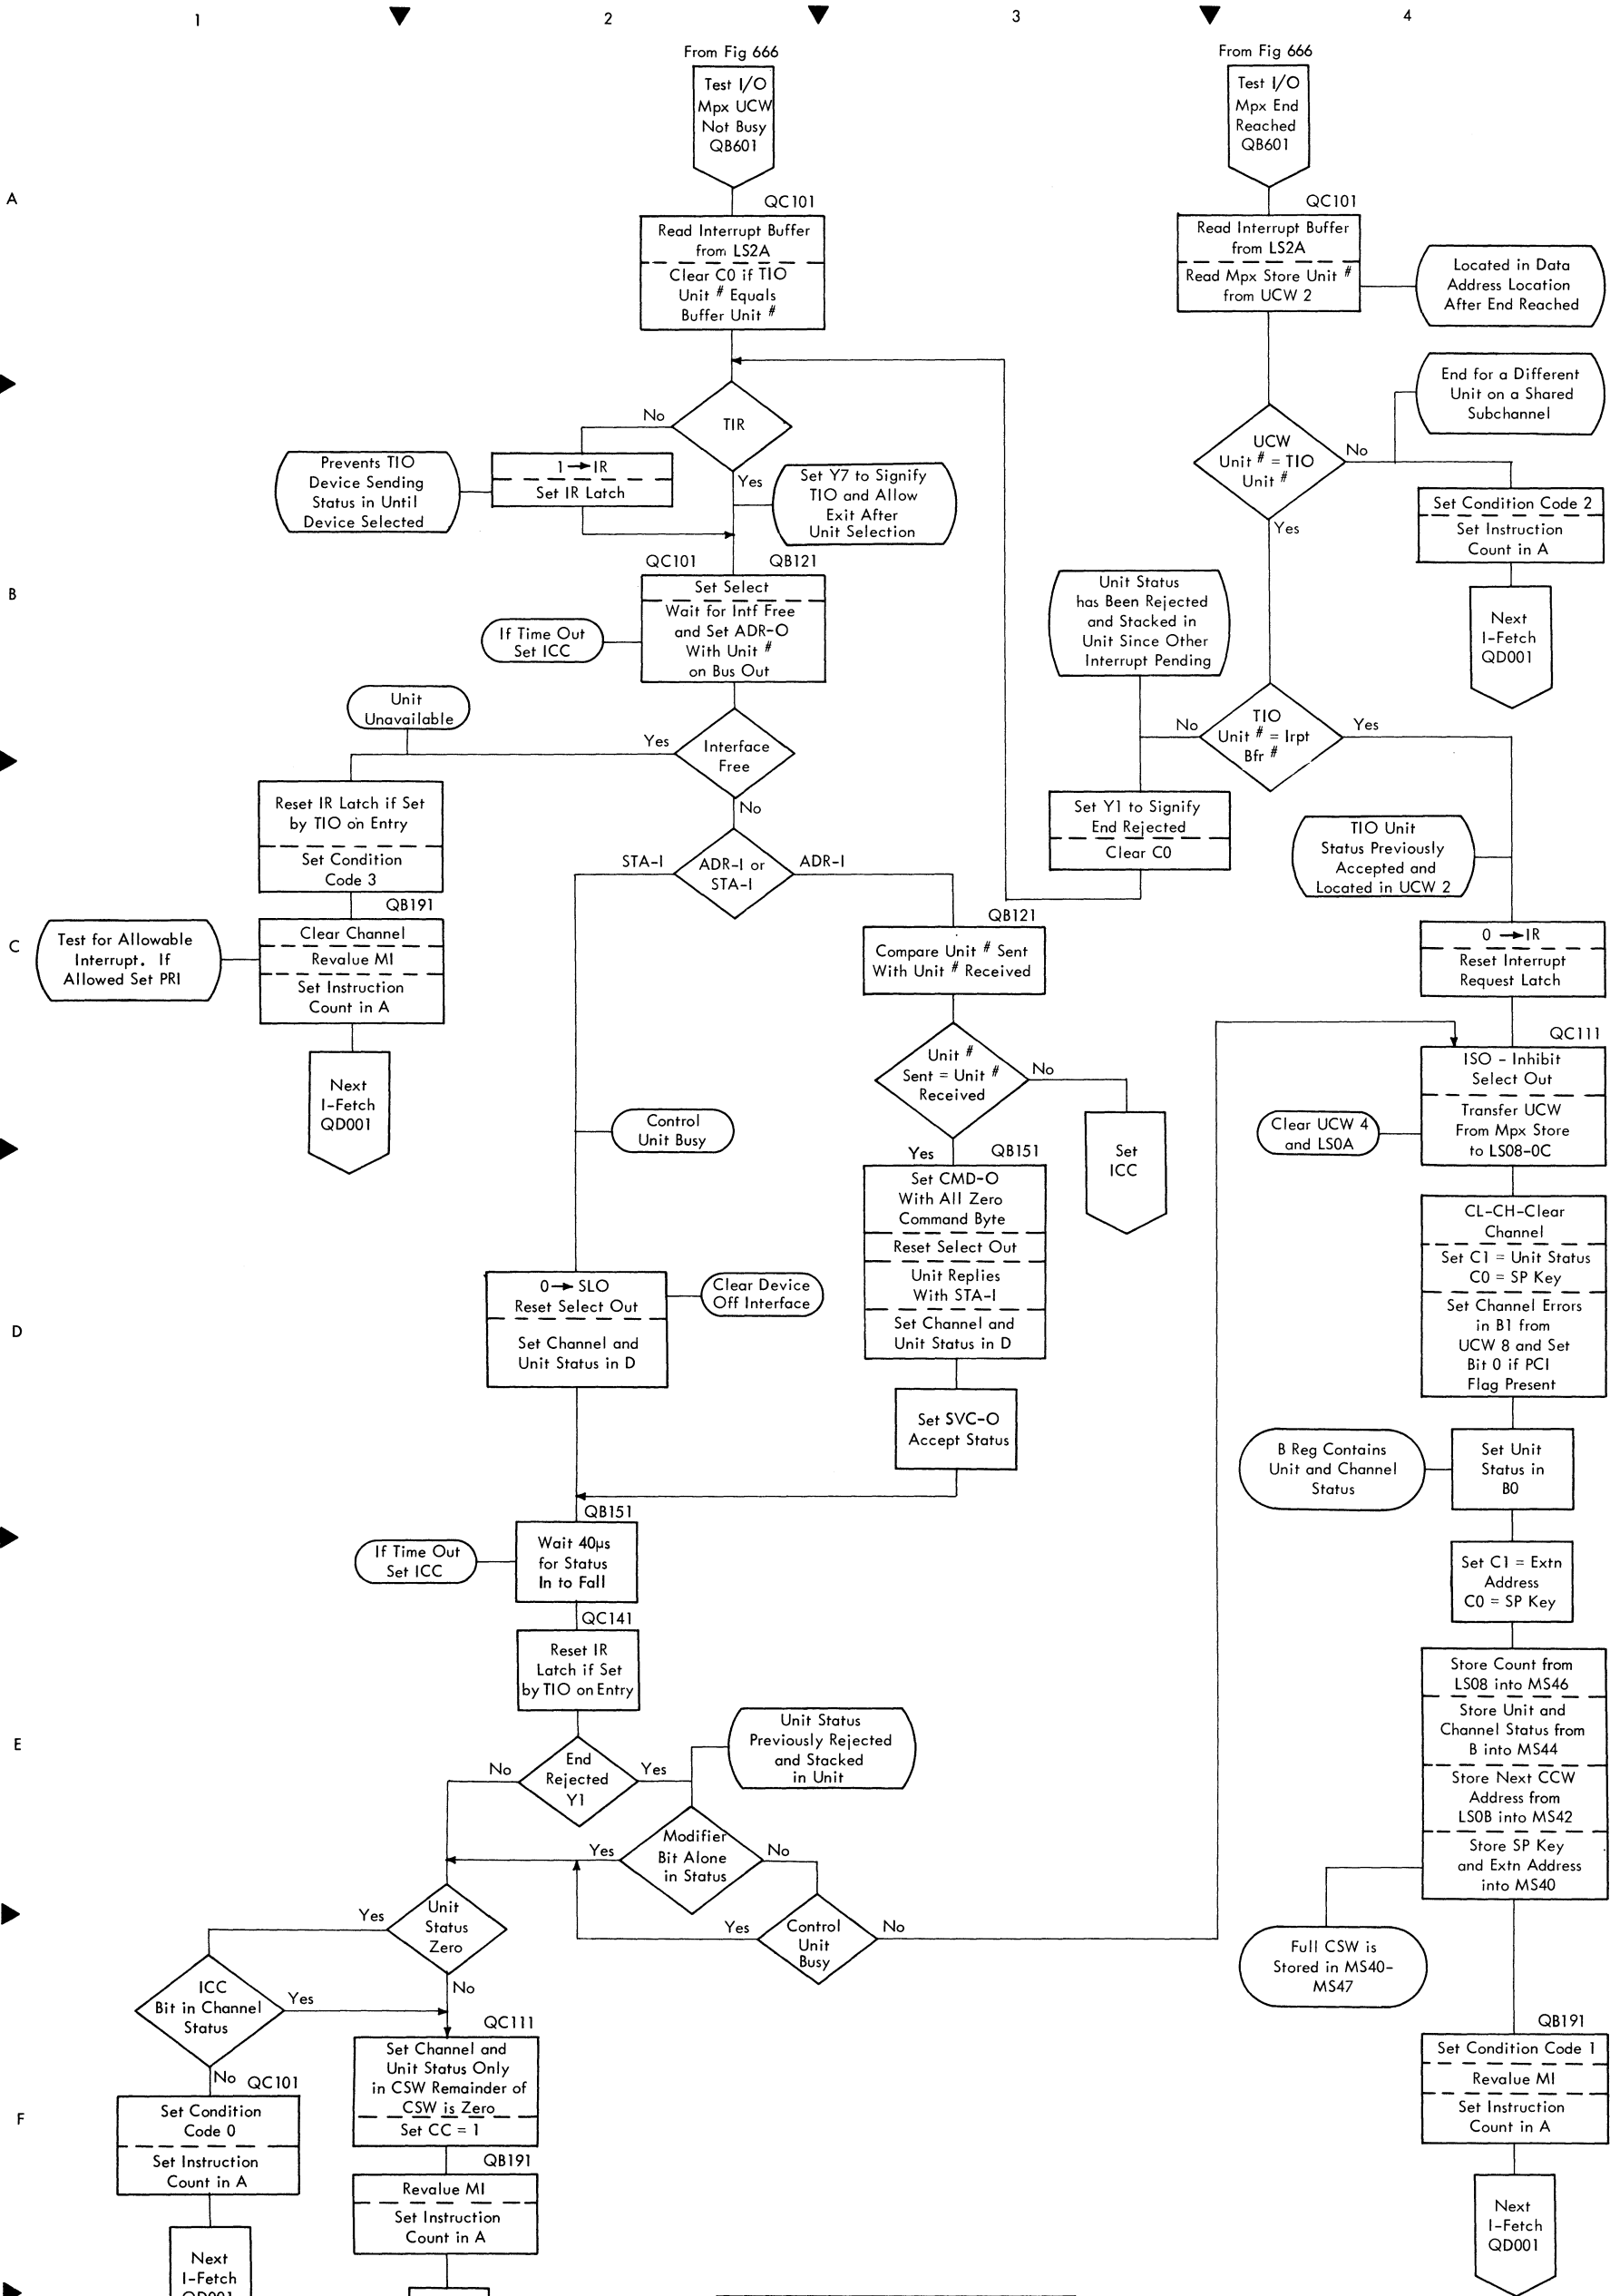 1
2
3
4
From Fig 666
Test I/O
Mpx UCW
Not Busy
QB601
From Fig 666
Test I/O
Mpx End
Reached
QB601
A
QC101
Read Interrupt Buffer
from LS2A
Clear C0 if TIO
Unit # Equals
Buffer Unit #
QC101
Read Interrupt Buffer
from LS2A
Read Mpx Store Unit #
from UCW 2
Located in Data
Address Location
After End Reached
End for a Different
Unit on a Shared
Subchannel
TIR
No
Yes
1 → IR
Set IR Latch
Prevents TIO
Device Sending
Status in Until
Device Selected
Set Y7 to Signify
TIO and Allow
Exit After
Unit Selection
UCW
Unit # = TIO
Unit #
No
Yes
Set Condition Code 2
Set Instruction
Count in A
Next
I-Fetch
QD001
B
QC101
QB121
Set Select
Wait for Intf Free
and Set ADR-O
With Unit #
on Bus Out
If Time Out
Set ICC
Unit Status
has Been Rejected
and Stacked in
Unit Since Other
Interrupt Pending
Unit
Unavailable
Yes
Interface
Free
No
No
TIO
Unit # = Irpt
Bfr #
Yes
Reset IR Latch if Set
by TIO on Entry
Set Condition
Code 3
Set Y1 to Signify
End Rejected
Clear C0
TIO Unit
Status Previously
Accepted and
Located in UCW 2
STA-I
ADR-I or
STA-I
ADR-I
C
QB191
Clear Channel
Revalue MI
Set Instruction
Count in A
Test for Allowable
Interrupt. If
Allowed Set PRI
Next
I-Fetch
QD001
QB121
Compare Unit # Sent
With Unit # Received
0 → IR
Reset Interrupt
Request Latch
Unit #
Sent = Unit #
Received
No
Yes
Set
ICC
Control
Unit Busy
QC111
ISO - Inhibit
Select Out
Transfer UCW
From Mpx Store
to LS08-0C
Clear UCW 4
and LS0A
QB151
Set CMD-O
With All Zero
Command Byte
Reset Select Out
Unit Replies
With STA-I
Set Channel and
Unit Status in D
CL-CH-Clear
Channel
Set C1 = Unit Status
C0 = SP Key
Set Channel Errors
in B1 from
UCW 8 and Set
Bit 0 if PCI
Flag Present
D
0 → SLO
Reset Select Out
Set Channel and
Unit Status in D
Clear Device
Off Interface
Set SVC-O
Accept Status
B Reg Contains
Unit and Channel
Status
Set Unit
Status in
B0
QB151
Wait 40μs
for Status
In to Fall
If Time Out
Set ICC
Set C1 = Extn
Address
C0 = SP Key
QC141
Reset IR
Latch if Set
by TIO on Entry
Store Count from
LS08 into MS46
Store Unit and
Channel Status from
B into MS44
Store Next CCW
Address from
LS0B into MS42
Store SP Key
and Extn Address
into MS40
E
No
End
Rejected
Y1
Yes
Unit Status
Previously Rejected
and Stacked
in Unit
Yes
Modifier
Bit Alone
in Status
No
Yes
Unit
Status
Zero
No
Yes
Control
Unit
Busy
No
Full CSW is
Stored in MS40-
MS47
ICC
Bit in Channel
Status
Yes
No
QC111
Set Channel and
Unit Status Only
in CSW Remainder of
CSW is Zero
Set CC = 1
QB191
Set Condition Code 1
Revalue MI
Set Instruction
Count in A
F
QC101
Set Condition
Code 0
Set Instruction
Count in A
QB191
Revalue MI
Set Instruction
Count in A
Next
I-Fetch
QD001
Next
I-Fetch